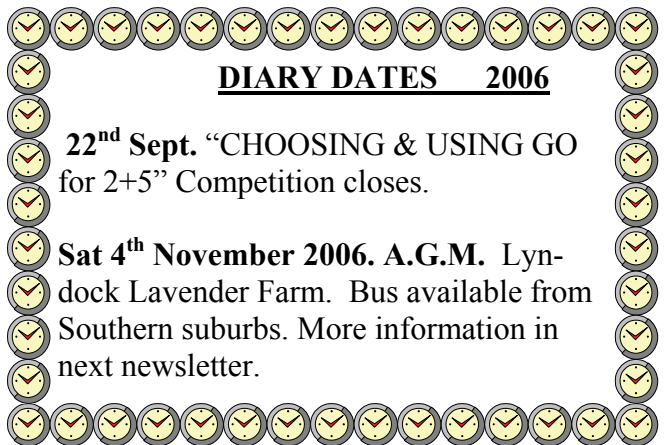 DIARY DATES 2006
22nd Sept. “CHOOSING & USING GO
for 2+5” Competition closes.
Sat 4th November 2006. A.G.M. Lyn-
dock Lavender Farm. Bus available from
Southern suburbs. More information in
next newsletter.